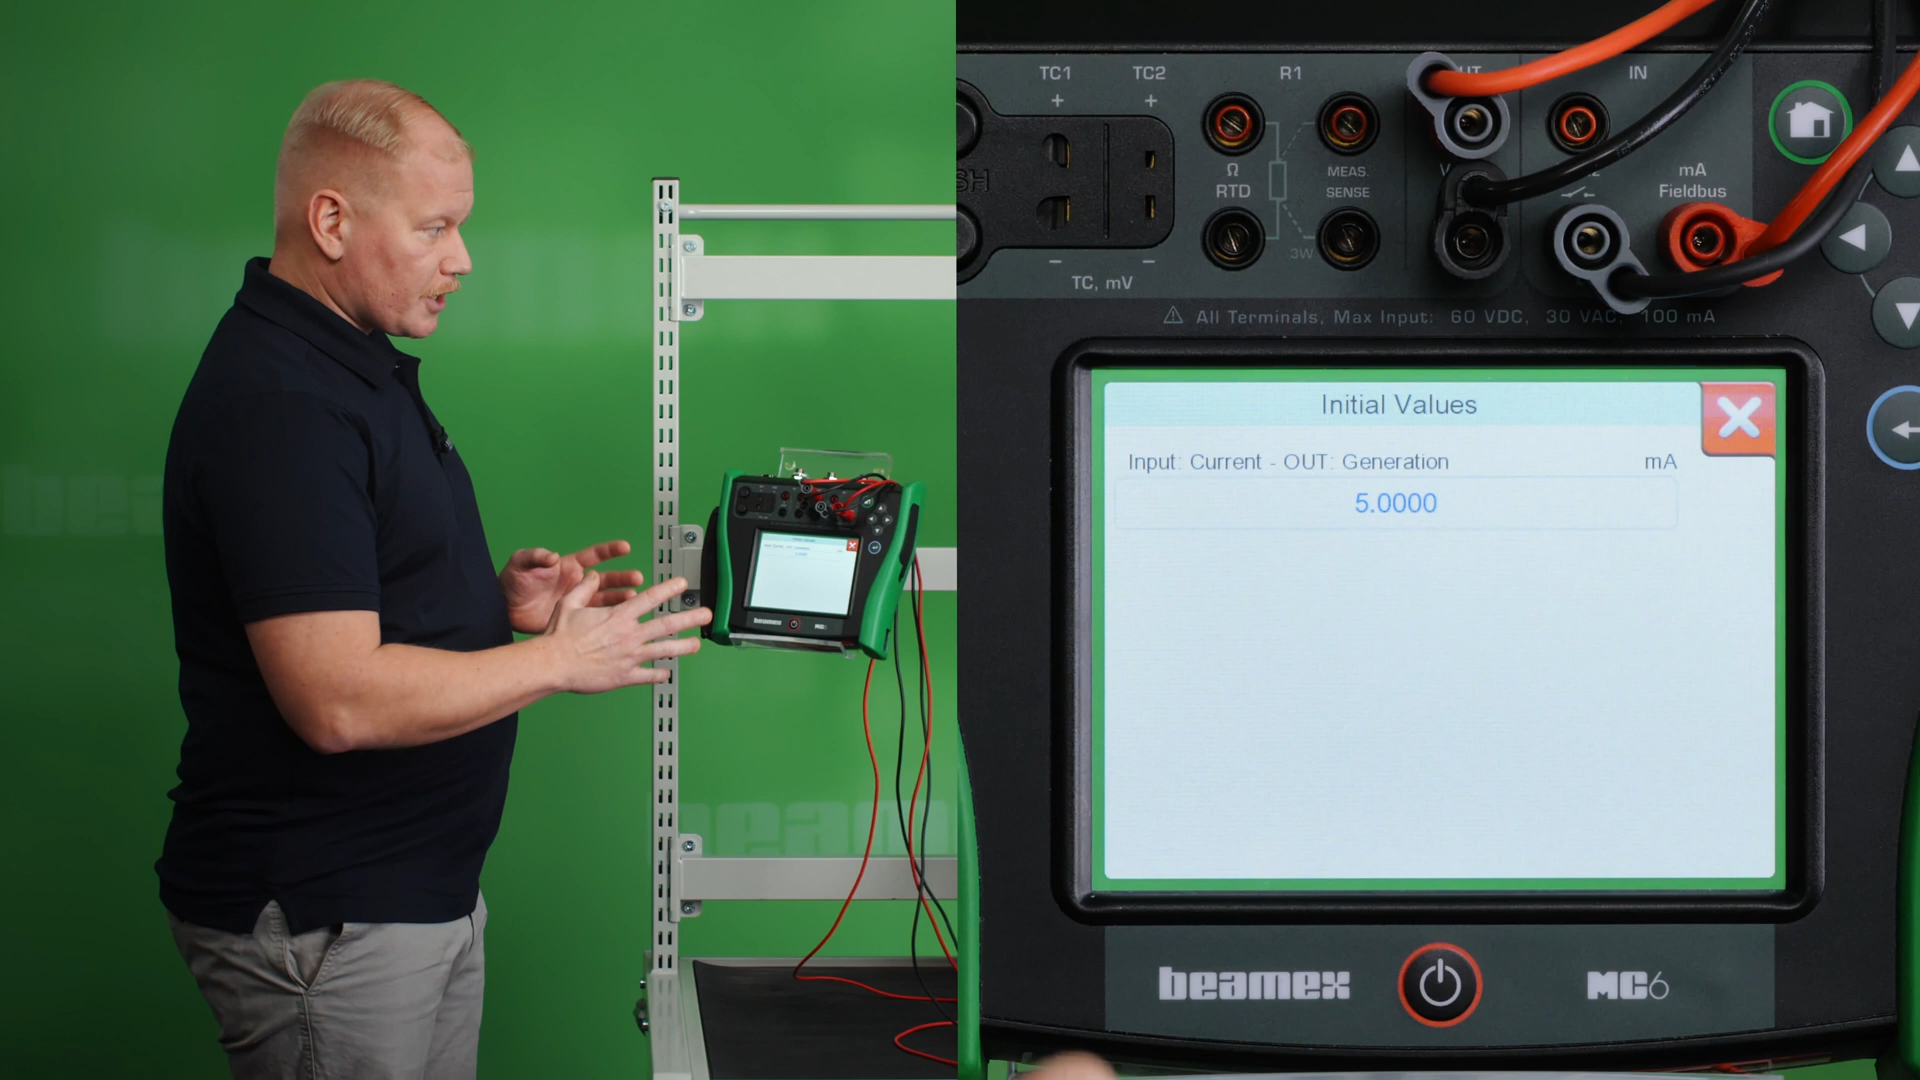 TC1 TC2 R1 IN
+ +
Ω
RTD
MEAS.
SENSE
mA
Fieldbus
3W
- -
TC, mV
⚠ All Terminals, Max Input: 60 VDC, 30 VAC, 100 mA
Initial Values
Input: Current - OUT: Generation mA
5.0000
beamex MC6
beamex